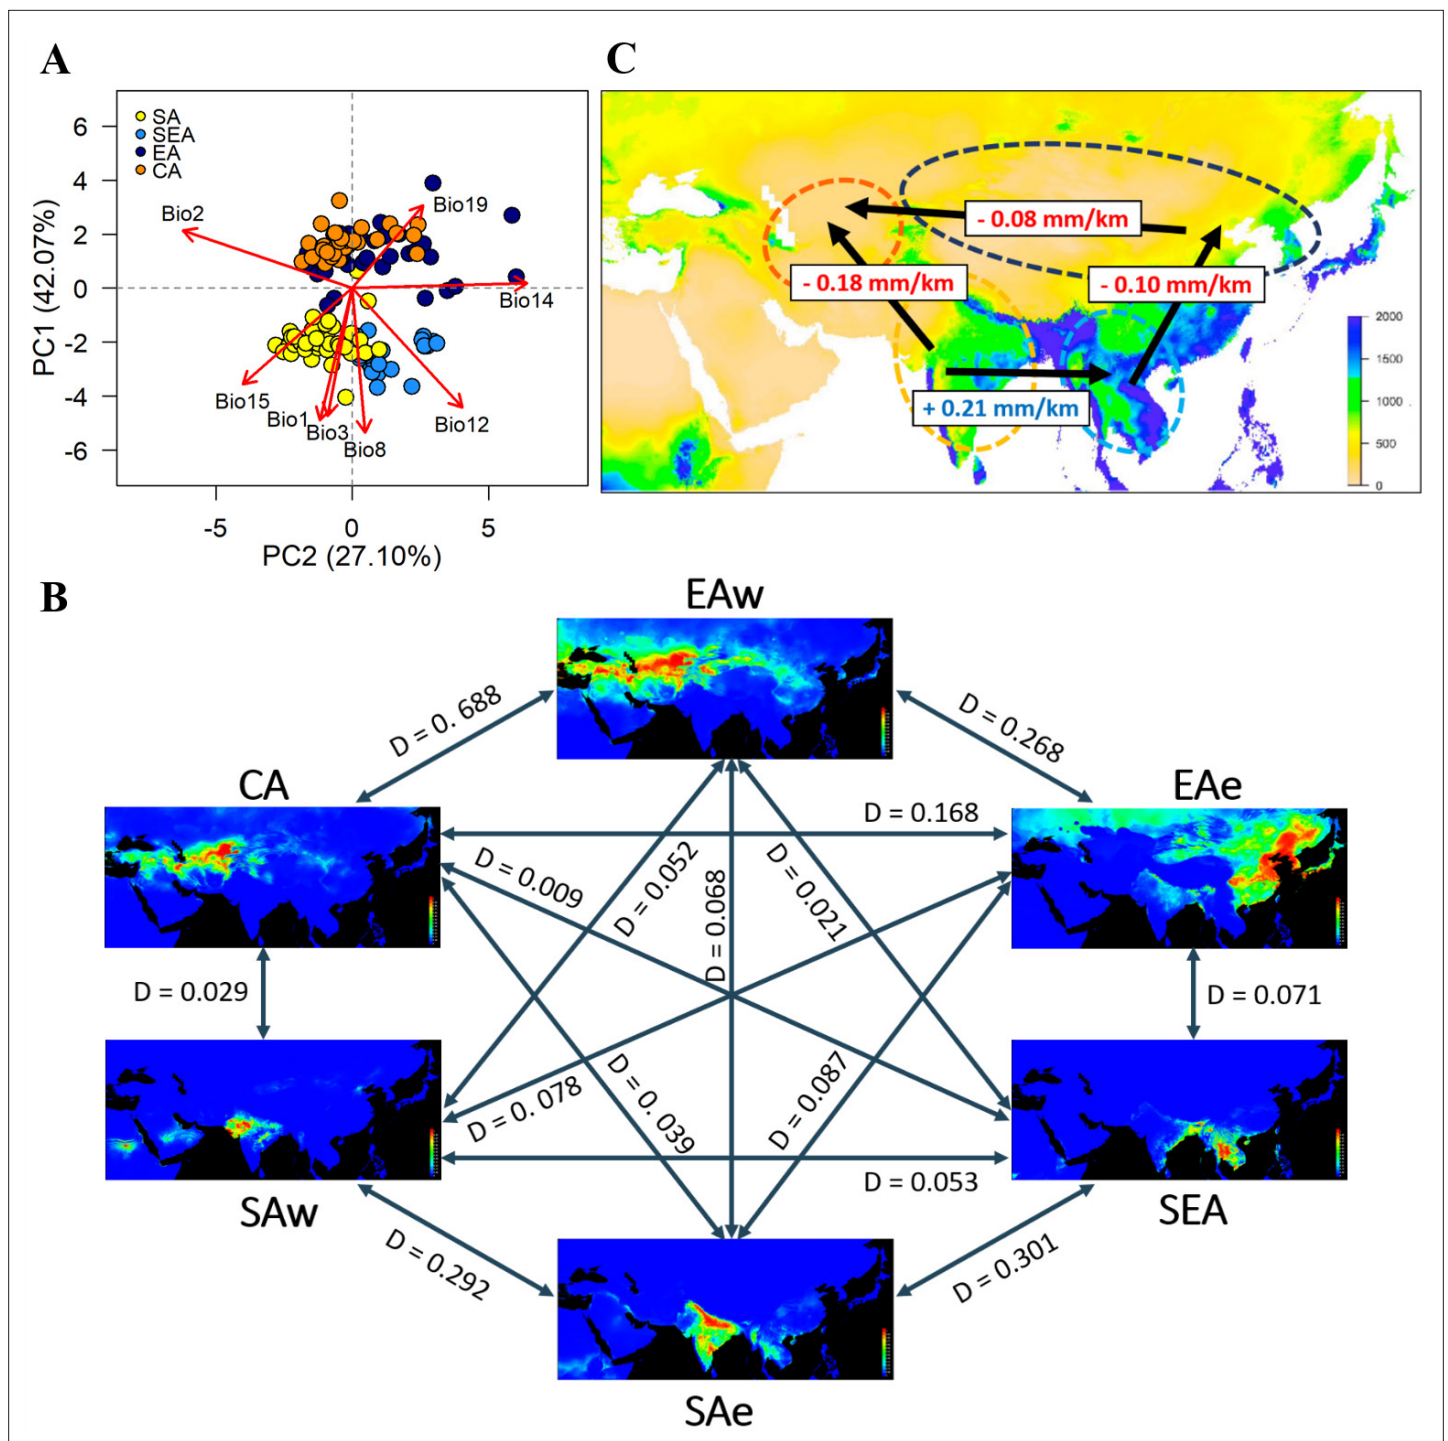 A
C
SA
SEA
EA
CA
6
4
2
0
-2
-4
-6
-5
0
5
PC1 (42.07%)
PC2 (27.10%)
Bio2
Bio19
Bio14
Bio15
Bio1
Bio3
Bio8
Bio12
- 0.08 mm/km
- 0.18 mm/km
- 0.10 mm/km
+ 0.21 mm/km
2000
1500
1000
500
0
B
EAw
D = 0. 688
D = 0.268
CA
EAe
D = 0.168
D = 0.009
D = 0.052
D = 0.068
D = 0.021
D = 0.029
D = 0.071
D = 0. 078
D = 0. 039
D = 0.087
D = 0.053
SAw
SEA
D = 0.292
D = 0.301
SAe